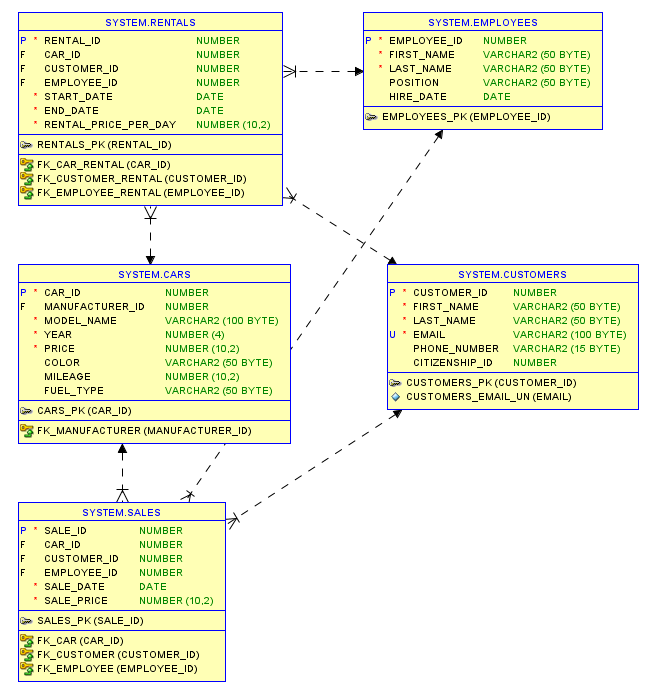 SYSTEM.RENTALS
P * RENTAL_ID NUMBER
F CAR_ID NUMBER
F CUSTOMER_ID NUMBER
F EMPLOYEE_ID NUMBER
* START_DATE DATE
* END_DATE DATE
* RENTAL_PRICE_PER_DAY NUMBER (10,2)
RENTALS_PK (RENTAL_ID)
FK_CAR_RENTAL (CAR_ID)
FK_CUSTOMER_RENTAL (CUSTOMER_ID)
FK_EMPLOYEE_RENTAL (EMPLOYEE_ID)
SYSTEM.EMPLOYEES
P * EMPLOYEE_ID NUMBER
* FIRST_NAME VARCHAR2 (50 BYTE)
* LAST_NAME VARCHAR2 (50 BYTE)
POSITION VARCHAR2 (50 BYTE)
HIRE_DATE DATE
EMPLOYEES_PK (EMPLOYEE_ID)
SYSTEM.CARS
P * CAR_ID NUMBER
F MANUFACTURER_ID NUMBER
* MODEL_NAME VARCHAR2 (100 BYTE)
* YEAR NUMBER (4)
* PRICE NUMBER (10,2)
COLOR VARCHAR2 (50 BYTE)
MILEAGE NUMBER (10,2)
FUEL_TYPE VARCHAR2 (50 BYTE)
CARS_PK (CAR_ID)
FK_MANUFACTURER (MANUFACTURER_ID)
SYSTEM.CUSTOMERS
P * CUSTOMER_ID NUMBER
* FIRST_NAME VARCHAR2 (50 BYTE)
* LAST_NAME VARCHAR2 (50 BYTE)
U * EMAIL VARCHAR2 (100 BYTE)
PHONE_NUMBER VARCHAR2 (15 BYTE)
CITIZENSHIP_ID NUMBER
CUSTOMERS_PK (CUSTOMER_ID)
CUSTOMERS_EMAIL_UN (EMAIL)
SYSTEM.SALES
P * SALE_ID NUMBER
F CAR_ID NUMBER
F CUSTOMER_ID NUMBER
F EMPLOYEE_ID NUMBER
* SALE_DATE DATE
* SALE_PRICE NUMBER (10,2)
SALES_PK (SALE_ID)
FK_CAR (CAR_ID)
FK_CUSTOMER (CUSTOMER_ID)
FK_EMPLOYEE (EMPLOYEE_ID)